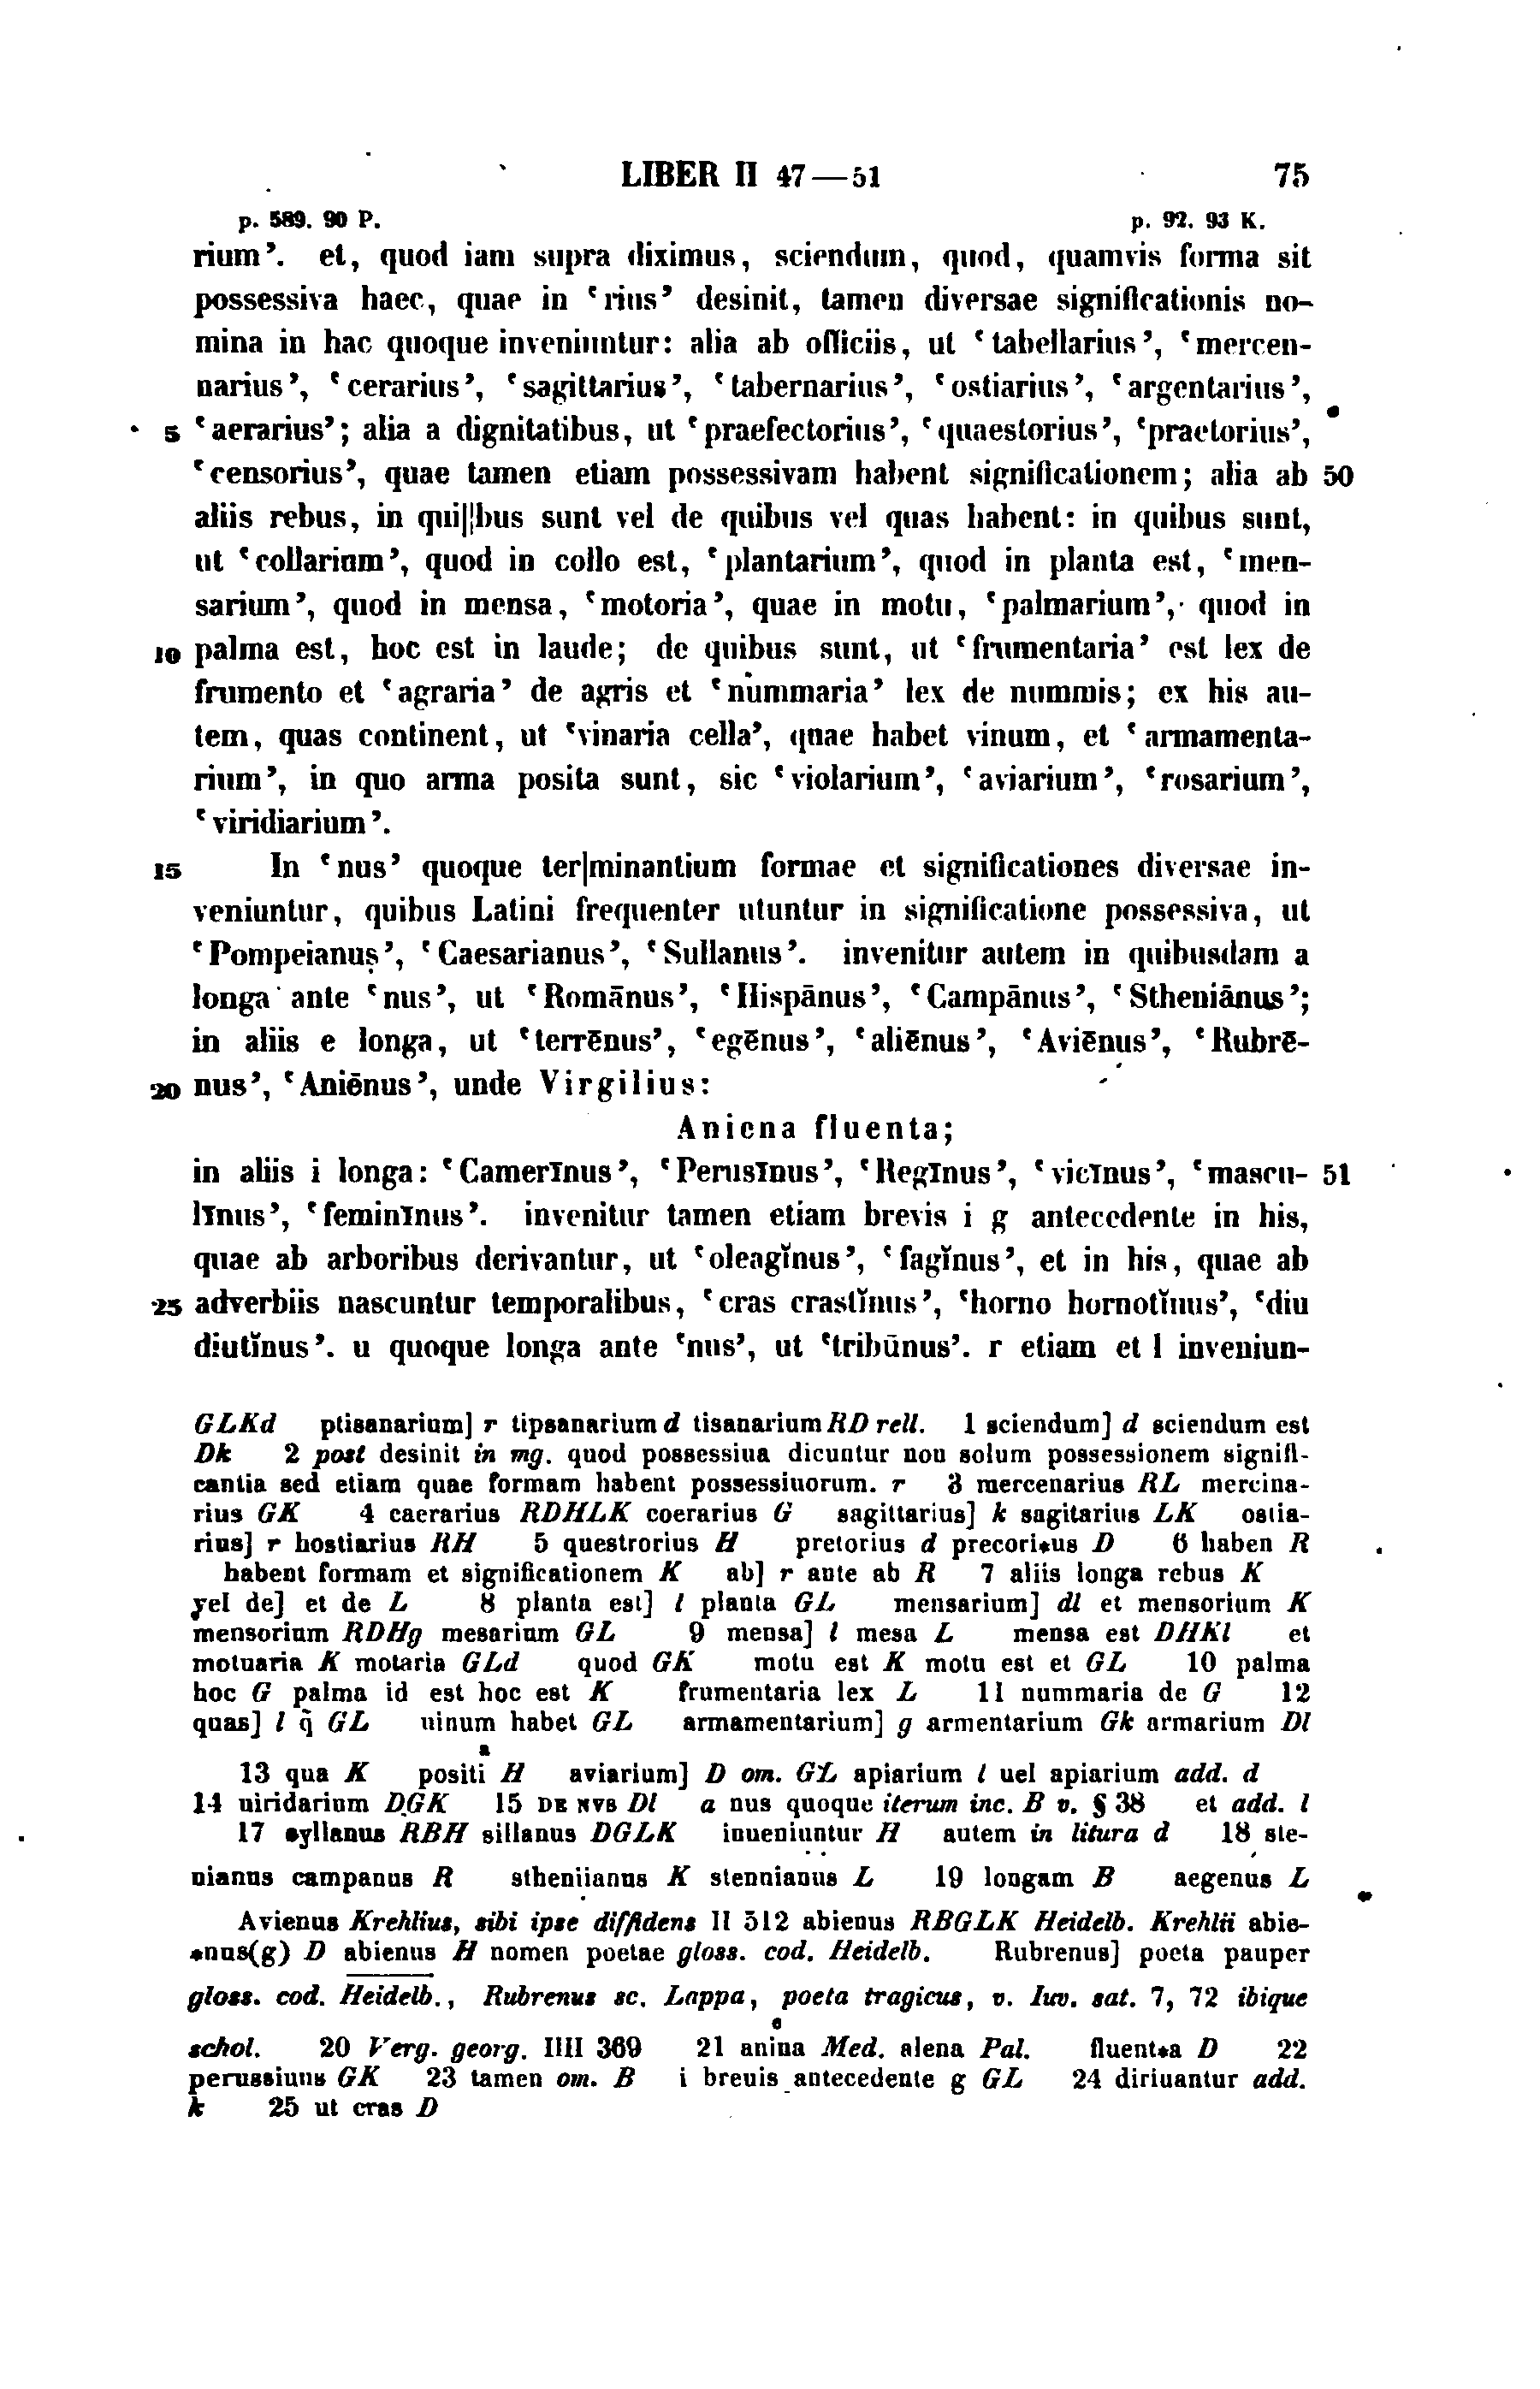 LIBER II 47—51 75
p. 589. 90 P. p. 92. 93 K.
rium’. et, quod iam supra diximus, sciendum, quod, quamvis forma sit
possessiva haec, quae in ‘rius’ desinit, tamen diversae significationis no-
mina in hac quoque inveniuntur: alia ab officiis, ut ‘tabellarius’, ‘mercen-
narius’, ‘cerarius’, ‘sagittarius’, ‘tabernarius’, ‘ostiarius’, ‘argentarius’,
5 ‘aerarius’; alia a dignitatibus, ut ‘praefectorius’, ‘quaestorius’, ‘praetorius’,
‘censorius’, quae tamen etiam possessivam habent significationem; alia ab 50
aliis rebus, in qui||bus sunt vel de quibus vel quas habent: in quibus sunt,
ut ‘collarium’, quod in collo est, ‘plantarium’, quod in planta est, ‘men-
sarium’, quod in mensa, ‘motoria’, quae in motu, ‘palmarium’, quod in
10 palma est, hoc est in laude; de quibus sunt, ut ‘frumentaria’ est lex de
frumento et ‘agraria’ de agris et ‘nummaria’ lex de nummis; ex his au-
tem, quas continent, ut ‘vinaria cella’, quae habet vinum, et ‘armamenta-
rium’, in quo arma posita sunt, sic ‘violarium’, ‘aviarium’, ‘rosarium’,
‘viridiarium’.
15 In ‘nus’ quoque ter|minantium formae et significationes diversae in-
veniuntur, quibus Latini frequenter utuntur in significatione possessiva, ut
‘Pompeianus’, ‘Caesarianus’, ‘Sullanus’. invenitur autem in quibusdam a
longa ante ‘nus’, ut ‘Romānus’, ‘Hispānus’, ‘Campānus’, ‘Stheniānus’;
in aliis e longa, ut ‘terrēnus’, ‘egēnus’, ‘aliēnus’, ‘Aviēnus’, ‘Rubrē-
20 nus’, ‘Aniēnus’, unde Virgilius:
Aniena fluenta;
in aliis i longa: ‘Camerīnus’, ‘Perusīnus’, ‘Regīnus’, ‘vicīnus’, ‘mascu- 51
līnus’, ‘feminīnus’. invenitur tamen etiam brevis i g antecedente in his,
quae ab arboribus derivantur, ut ‘oleagĭnus’, ‘fagĭnus’, et in his, quae ab
25 adverbiis nascuntur temporalibus, ‘cras crastĭnus’, ‘horno hornotĭnus’, ‘diu
diutĭnus’. u quoque longa ante ‘nus’, ut ‘tribūnus’. r etiam et l inveniun-
GLKd ptisanarium] r tipsanarium d tisanarium RD rell. 1 sciendum] d sciendum est
Dk 2 post desinit in mg. quod possessiua dicuntur non solum possessionem signifi-
cantia sed etiam quae formam habent possessiuorum. r 3 mercenarius RL mercina-
rius GK 4 caerarius RDHLK coerarius G sagittarius] k sagitarius LK ostia-
rius] r hostiarius RH 5 questrorius H pretorius d precori*us D 6 haben R
habent formam et significationem K ab] r ante ab R 7 aliis longa rebus K
vel de] et de L 8 planta est] l planta GL mensarium] dl et mensorium K
mensorium RDHg mesarium GL 9 mensa] l mesa L mensa est DHKl et
motuaria K motaria GLd quod GK motu est K motu est et GL 10 palma
hoc G palma id est hoc est K frumentaria lex L 11 nummaria de G 12
quas] l q̄ GL uinum habet GL armamentarium] g armentarium Gk armarium Dl
a
13 qua K positi H aviarium] D om. GL apiarium l uel apiarium add. d
14 uiridarium DGK 15 DE NVS Dl a nus quoque iterum inc. B v. § 38 et add. l
17 syllanus RBH sillanus DGLK inueniuntur H autem in litura d 18 ste-
nianus campanus R stheniianus K stennianus L 19 longam B aegenus L
Avienus Krehlius, sibi ipse diffidens II 512 abienus RBGLK Heidelb. Krehlii abie-
*nus(g) D abienus H nomen poetae gloss. cod. Heidelb. Rubrenus] poeta pauper
gloss. cod. Heidelb., Rubrenus sc. Lappa, poeta tragicus, v. Iuv. sat. 7, 72 ibique
e
schol. 20 Verg. georg. IIII 369 21 anina Med. alena Pal. fluent*a D 22
perussiunus GK 23 tamen om. B i breuis antecedente g GL 24 diriuantur add.
k 25 ut cras D